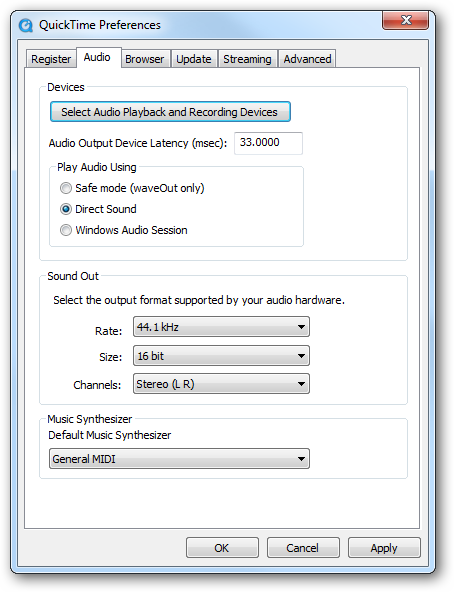 QuickTime Preferences
Register Audio Browser Update Streaming Advanced
Devices
Select Audio Playback and Recording Devices
Audio Output Device Latency (msec): 33.0000
Play Audio Using
Safe mode (waveOut only)
Direct Sound
Windows Audio Session
Sound Out
Select the output format supported by your audio hardware.
Rate: 44.1 kHz
Size: 16 bit
Channels: Stereo (L R)
Music Synthesizer
Default Music Synthesizer
General MIDI
OK Cancel Apply